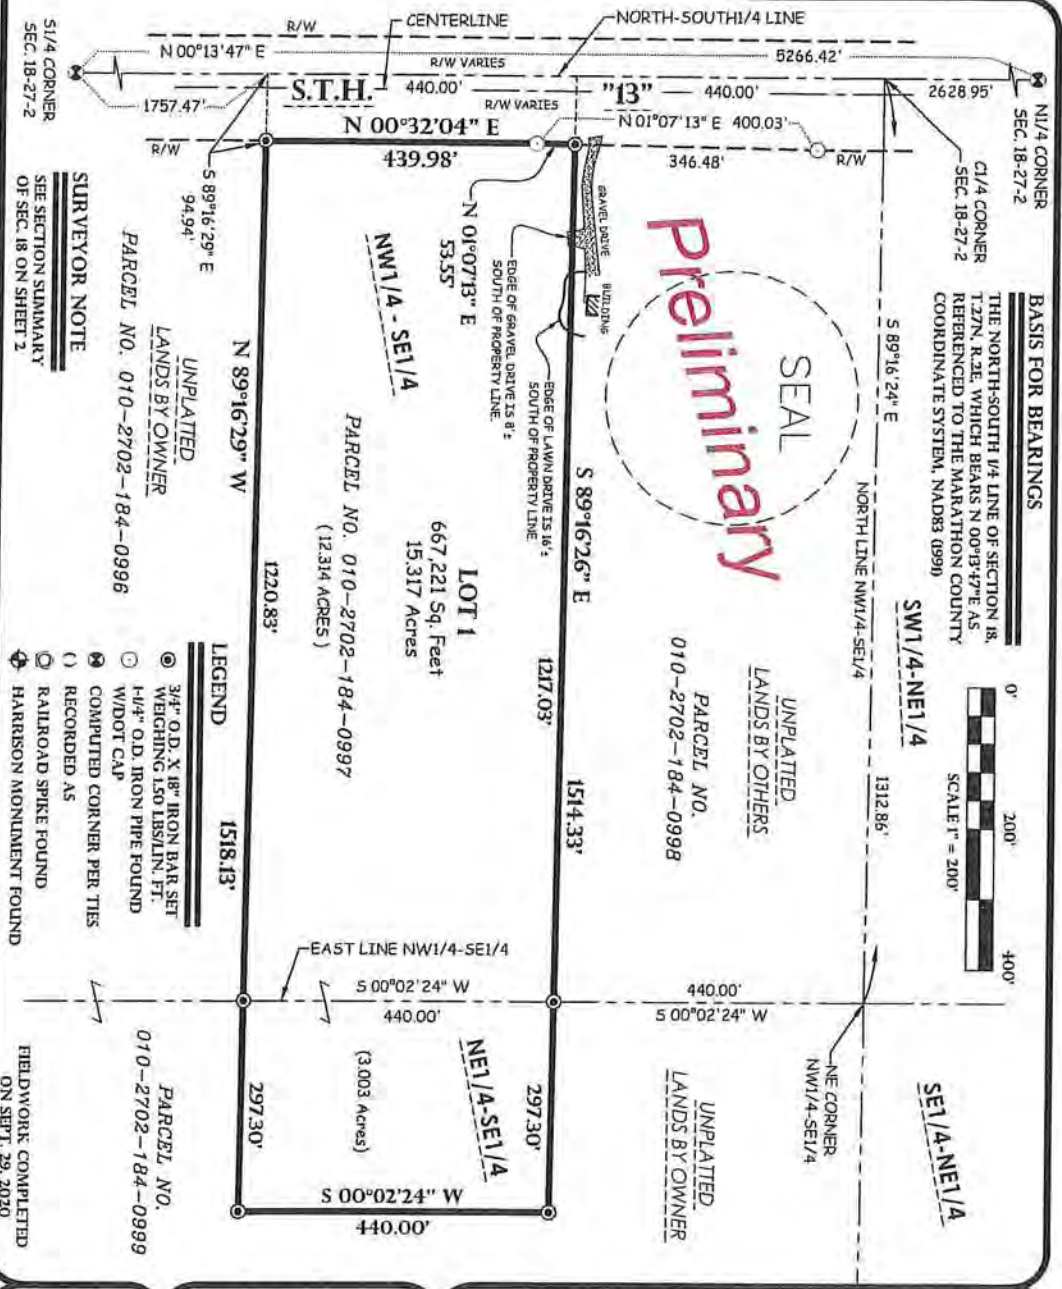 BASIS FOR BEARINGS
THE NORTH-SOUTH 1/4 LINE OF SECTION 18,
T.27N, R.2E, WHICH BEARS N 00°13'47"E AS
REFERENCED TO THE MARATHON COUNTY
COORDINATE SYSTEM, NAD83 (1991)
0'
200'
400'
SCALE 1" = 200'
N1/4 CORNER
SEC. 18-27-2
C1/4 CORNER
SEC. 18-27-2
2628.95'
5266.42'
NORTH-SOUTH1/4 LINE
CENTERLINE
R/W
N 00°13'47" E
R/W VARIES
S.T.H.
440.00'
R/W VARIES
"13"
440.00'
1757.47'
S1/4 CORNER
SEC. 18-27-2
R/W
N 00°32'04" E
439.98'
N 01°07'13" E 400.03'
346.48'
R/W
S 89°16'29" E
94.94'
N 01°07'13" E
53.55'
GRAVEL DRIVE
BUILDING
EDGE OF GRAVEL DRIVE IS 8'±
SOUTH OF PROPERTY LINE.
EDGE OF LAWN DRIVE IS 16'±
SOUTH OF PROPERTY LINE.
SEAL
Preliminary
S 89°16'24" E
NORTH LINE NW1/4-SE1/4
1312.86'
SW1/4-NE1/4
SE1/4-NE1/4
NE CORNER
NW1/4-SE1/4
UNPLATTED
LANDS BY OTHERS
PARCEL NO.
010-2702-184-0998
UNPLATTED
LANDS BY OWNER
440.00'
S 00°02'24" W
S 89°16'26" E
1217.03'
1514.33'
297.30'
NW1/4 - SE1/4
LOT 1
667,221 Sq. Feet
15.317 Acres
PARCEL NO. 010-2702-184-0997
(12.314 ACRES)
NE1/4-SE1/4
(3.003 Acres)
S 00°02'24" W
440.00'
S 00°02'24" W
440.00'
EAST LINE NW1/4-SE1/4
N 89°16'29" W
1220.83'
1518.13'
297.30'
UNPLATTED
LANDS BY OWNER
PARCEL NO. 010-2702-184-0996
PARCEL NO.
010-2702-184-0999
SURVEYOR NOTE
SEE SECTION SUMMARY
OF SEC. 18 ON SHEET 2
LEGEND
3/4" O.D. X 18" IRON BAR SET
WEIGHING 1.50 LBS/LIN. FT.
1-1/4" O.D. IRON PIPE FOUND
W/DOT CAP
COMPUTED CORNER PER TIES
( ) RECORDED AS
RAILROAD SPIKE FOUND
HARRISON MONUMENT FOUND
FIELDWORK COMPLETED
ON SEPT. 29, 2020